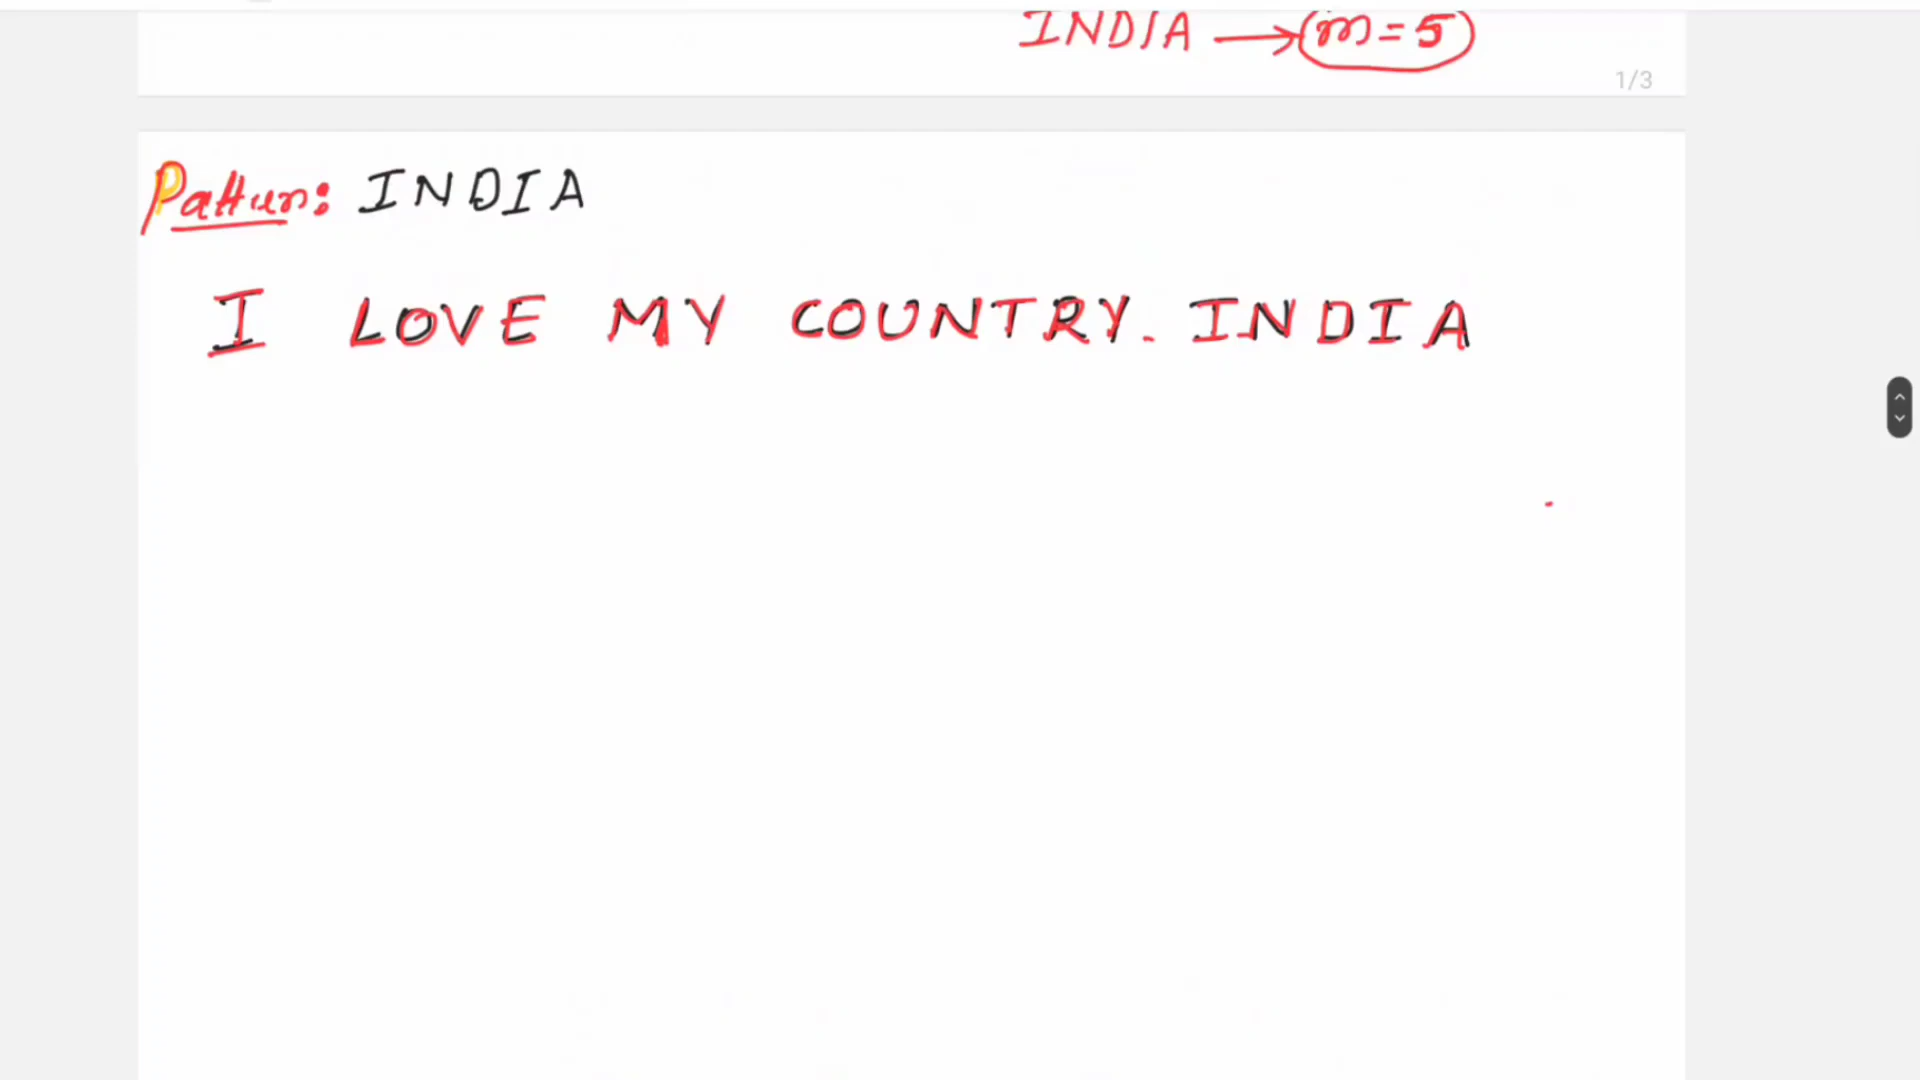 INDIA → m = 5
1/3
Pattern: INDIA
I LOVE MY COUNTRY. INDIA